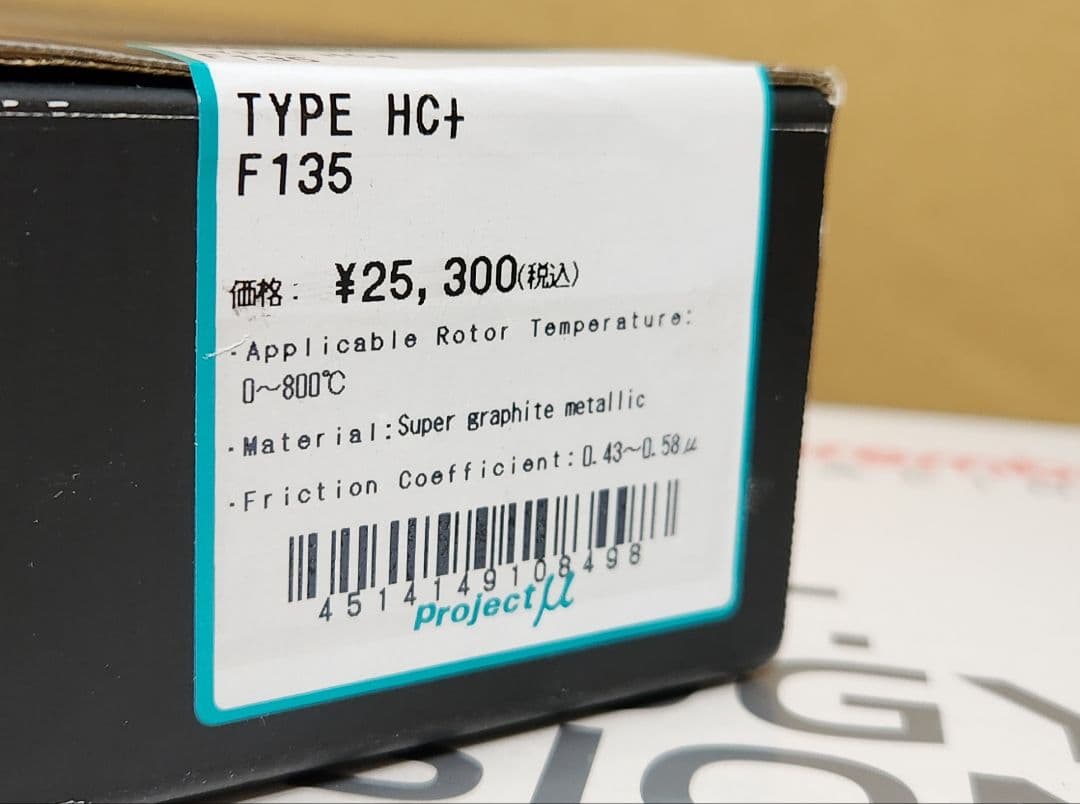 TYPE HC+
F135
価格: ¥25,300(税込)
・Applicable Rotor Temperature:
0～800℃
・Material:Super graphite metallic
・Friction Coefficient:0.43～0.58μ
4514149108498
Projectμ